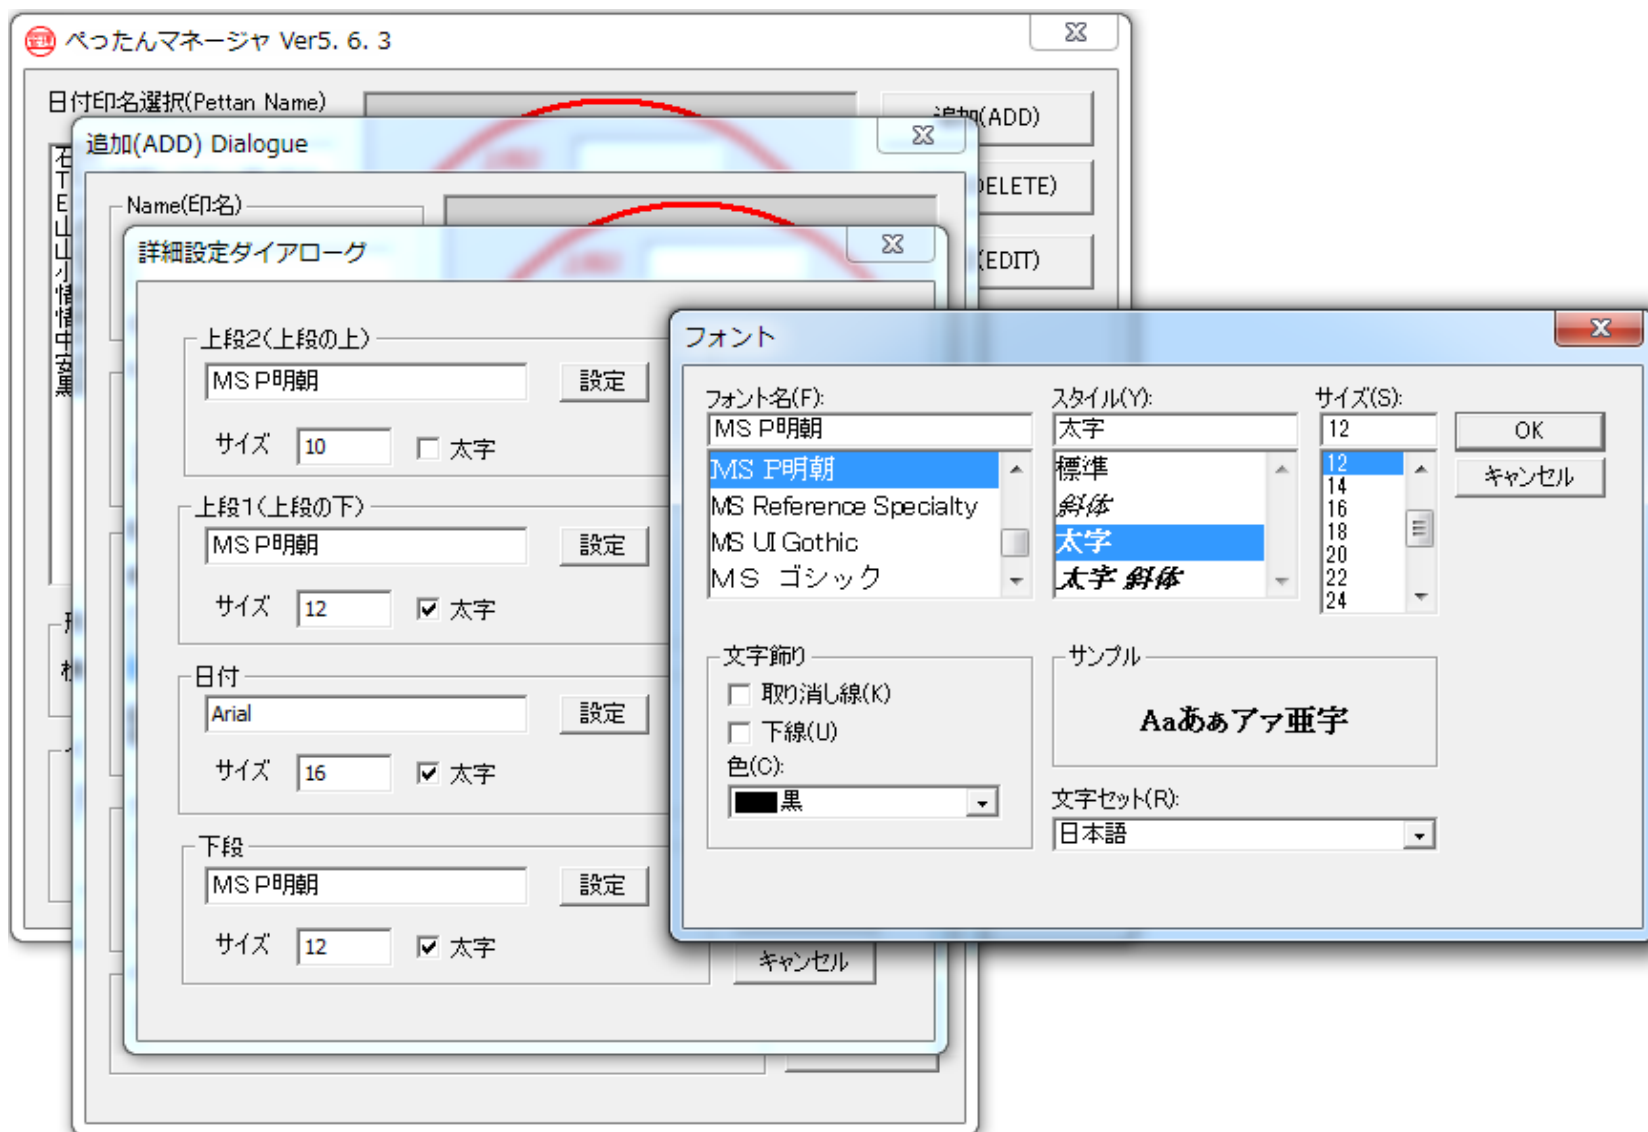 ぺったんマネージャ Ver5. 6. 3
日付印名選択(Pettan Name)
追加(ADD)
DELETE)
(EDIT)
追加(ADD) Dialogue
Name(印名)
詳細設定ダイアローグ
上段2(上段の上)
MS P明朝
設定
サイズ 10 太字
上段1(上段の下)
MS P明朝
設定
サイズ 12 太字
日付
Arial
設定
サイズ 16 太字
下段
MS P明朝
設定
サイズ 12 太字
キャンセル
フォント
フォント名(F):
MS P明朝
MS P明朝
MS Reference Specialty
MS UI Gothic
MS ゴシック
スタイル(Y):
太字
標準
斜体
太字
太字 斜体
サイズ(S):
12
12
14
16
18
20
22
24
OK
キャンセル
文字飾り
取り消し線(K)
下線(U)
色(C):
黒
サンプル
Aaあぁアァ亜宇
文字セット(R):
日本語